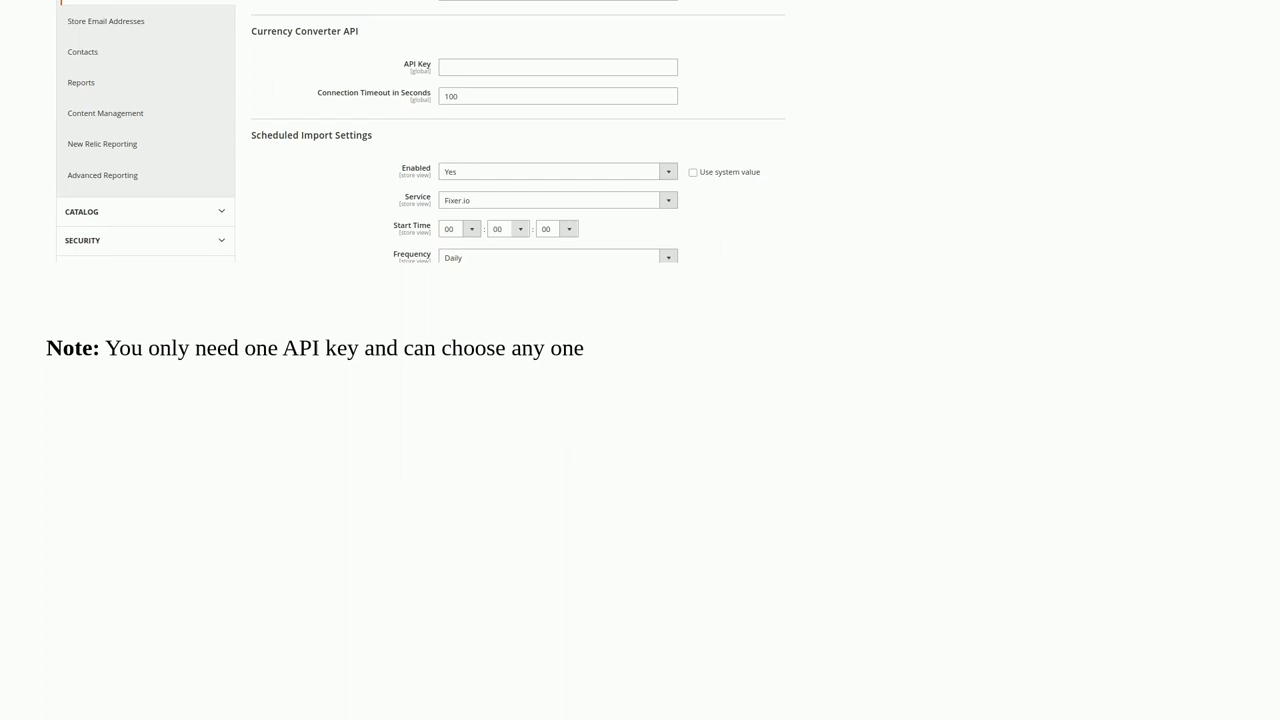 Store Email Addresses
Contacts
Reports
Content Management
New Relic Reporting
Advanced Reporting
CATALOG
SECURITY
Currency Converter API
API Key
[global]
Connection Timeout in Seconds
[global]
100
Scheduled Import Settings
Enabled
[store view]
Yes
Use system value
Service
[store view]
Fixer.io
Start Time
[store view]
00 : 00 : 00
Frequency
[store view]
Daily
Note: You only need one API key and can choose any one